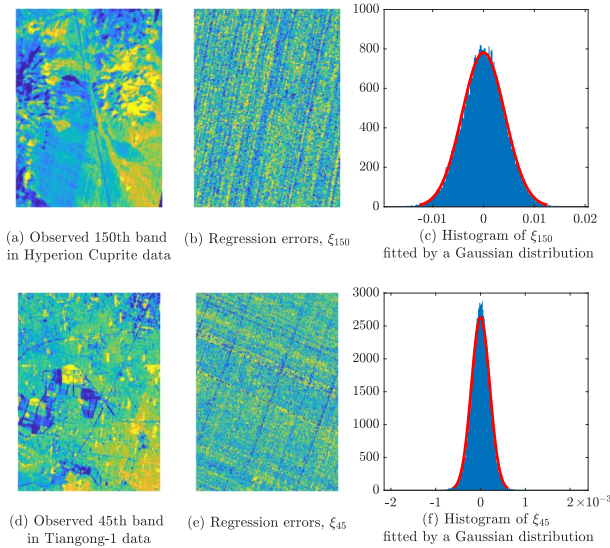 1000
800
600
400
200
0
-0.01 0 0.01 0.02
(a) Observed 150th band
in Hyperion Cuprite data
(b) Regression errors, ξ150
(c) Histogram of ξ150
fitted by a Gaussian distribution
3000
2500
2000
1500
1000
500
0
-2 -1 0 1 2×10⁻³
(d) Observed 45th band
in Tiangong-1 data
(e) Regression errors, ξ45
(f) Histogram of ξ45
fitted by a Gaussian distribution